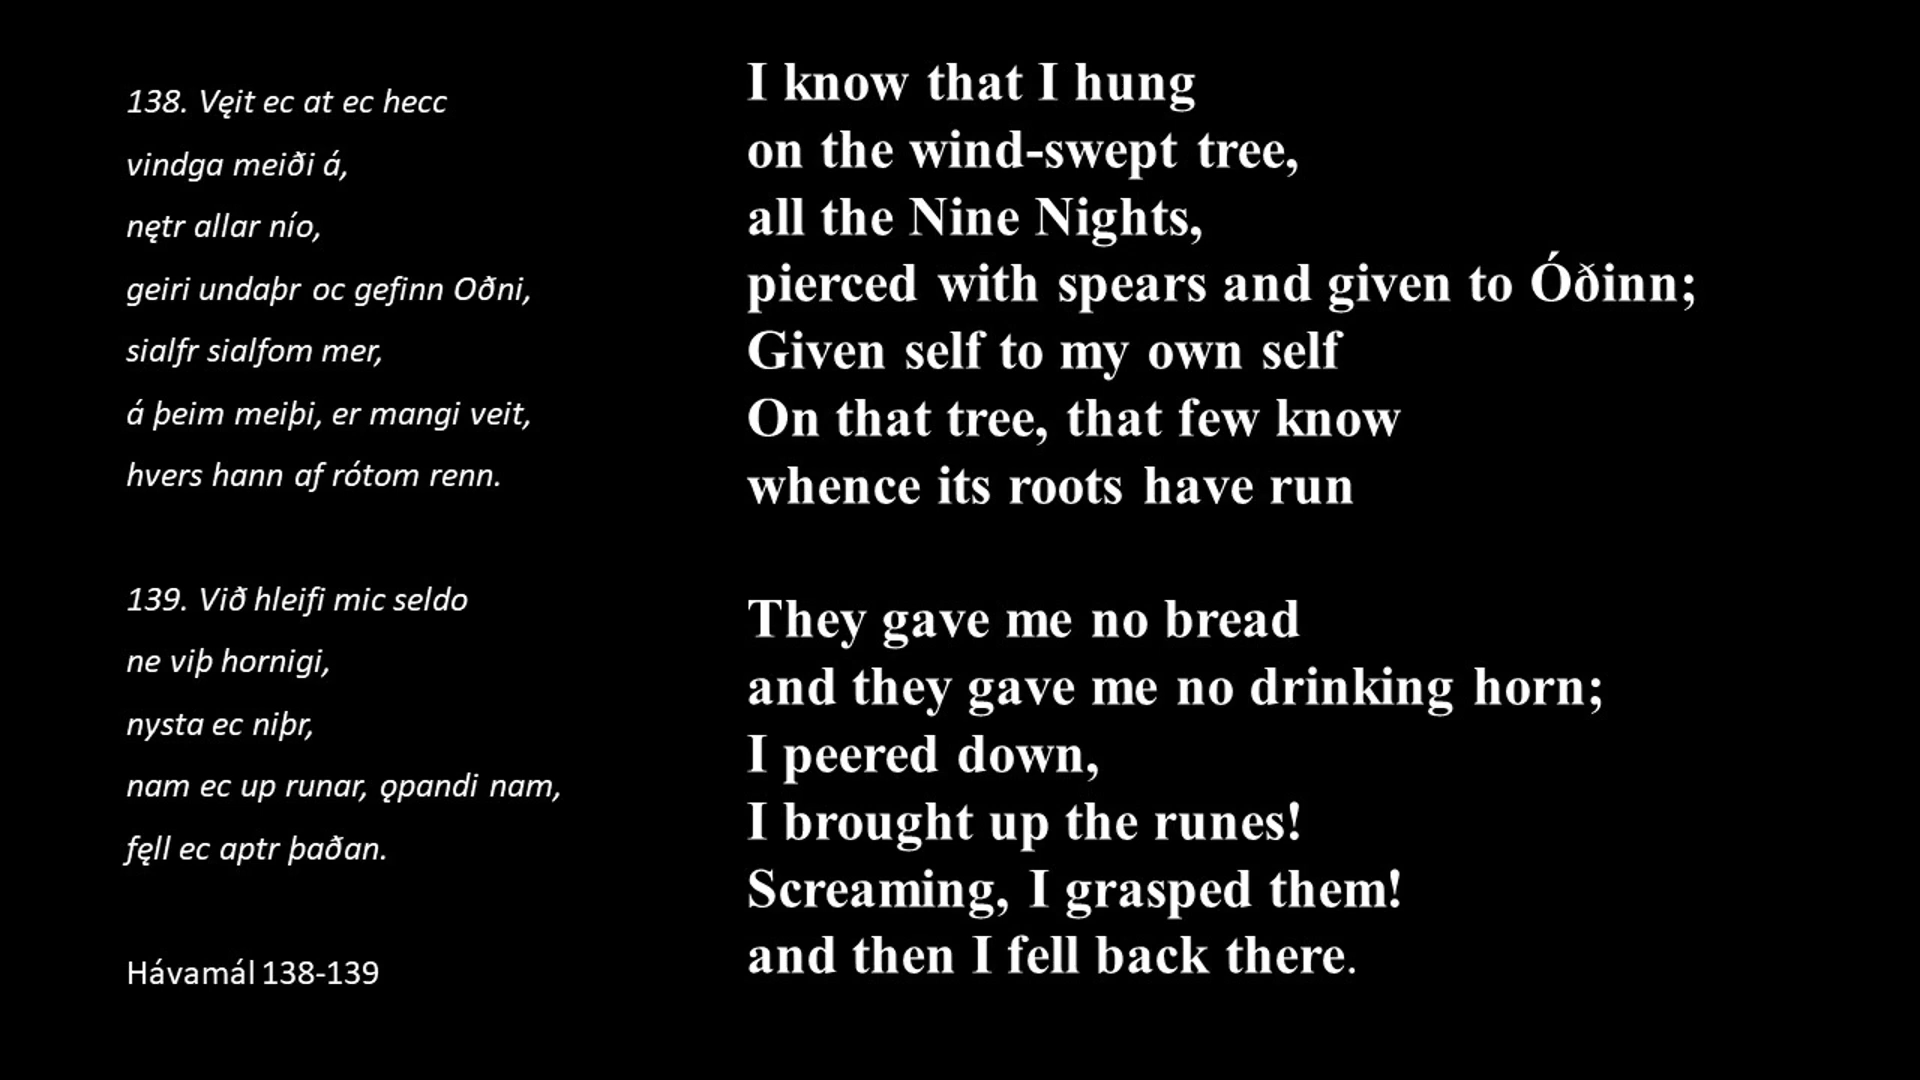 138. Vęit ec at ec hecc
vindga meiði á,
nętr allar nío,
geiri undaþr oc gefinn Oðni,
sialfr sialfom mer,
á þeim meiþi, er mangi veit,
hvers hann af rótom renn.
139. Við hleifi mic seldo
ne viþ hornigi,
nysta ec niþr,
nam ec up runar, ǫpandi nam,
fęll ec aptr þaðan.
Hávamál 138-139
I know that I hung
on the wind-swept tree,
all the Nine Nights,
pierced with spears and given to Óðinn;
Given self to my own self
On that tree, that few know
whence its roots have run
They gave me no bread
and they gave me no drinking horn;
I peered down,
I brought up the runes!
Screaming, I grasped them!
and then I fell back there.